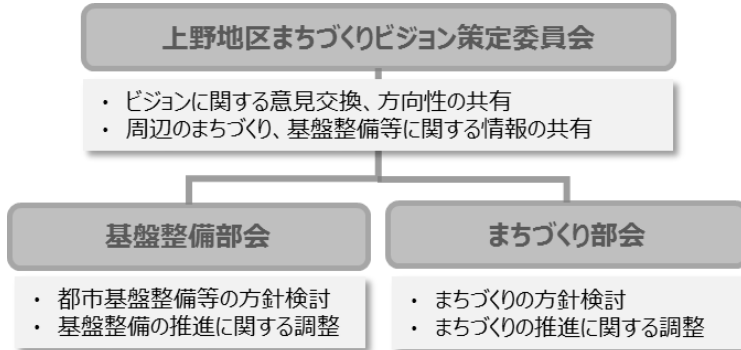 上野地区まちづくりビジョン策定委員会
・ ビジョンに関する意見交換、方向性の共有
・ 周辺のまちづくり、基盤整備等に関する情報の共有
基盤整備部会
・ 都市基盤整備等の方針検討
・ 基盤整備の推進に関する調整
まちづくり部会
・ まちづくりの方針検討
・ まちづくりの推進に関する調整